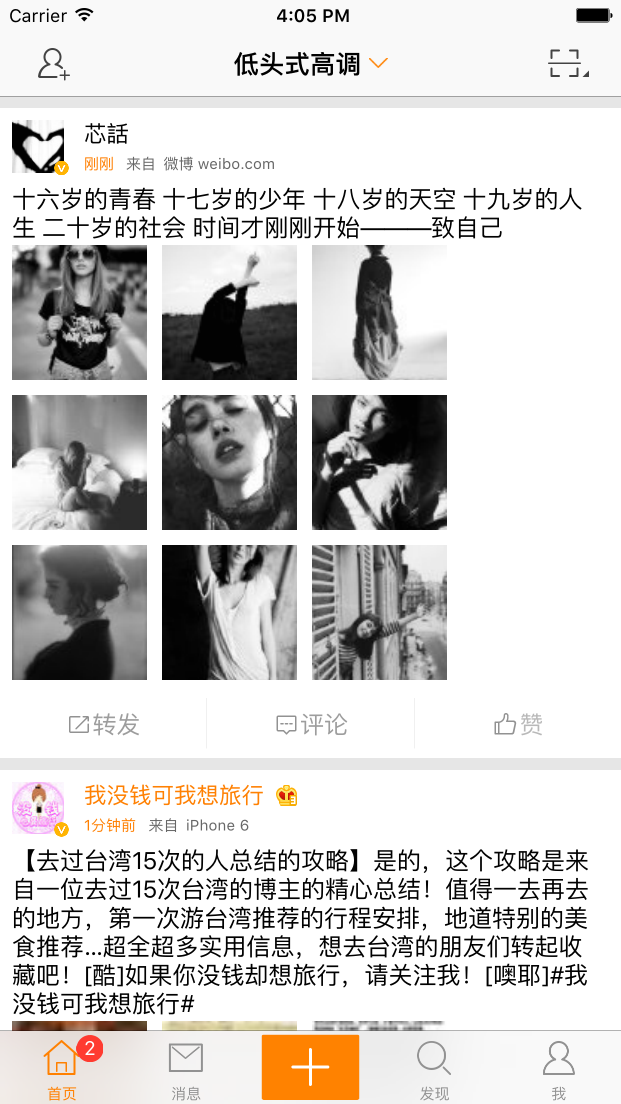 Carrier 4:05 PM
低头式高调
芯話
刚刚 来自 微博 weibo.com
十六岁的青春 十七岁的少年 十八岁的天空 十九岁的人
生 二十岁的社会 时间才刚刚开始———致自己
转发 评论 赞
我没钱可我想旅行
1分钟前 来自 iPhone 6
【去过台湾15次的人总结的攻略】是的，这个攻略是来
自一位去过15次台湾的博主的精心总结！值得一去再去
的地方，第一次游台湾推荐的行程安排，地道特别的美
食推荐...超全超多实用信息，想去台湾的朋友们转起收
藏吧！[酷]如果你没钱却想旅行，请关注我！[噢耶]#我
没钱可我想旅行#
2
首页 消息 发现 我